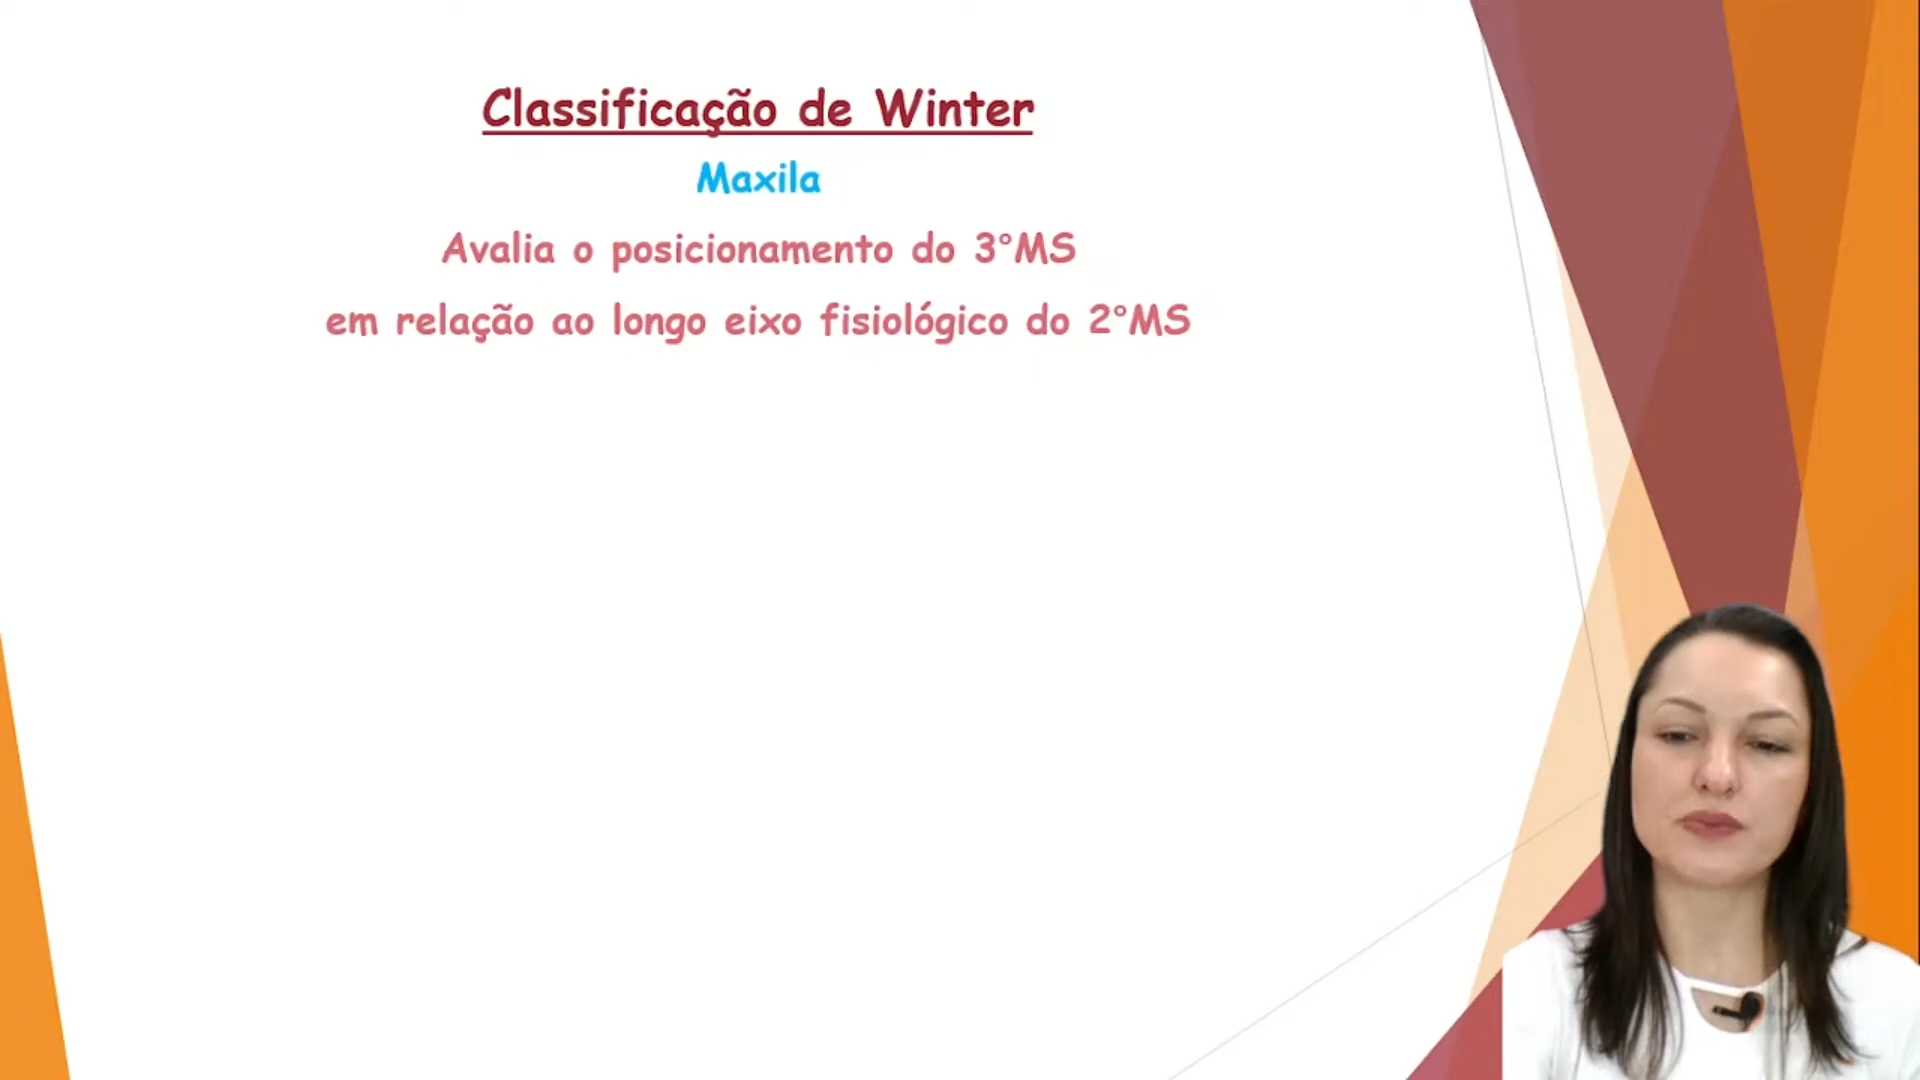 Classificação de Winter
Maxila
Avalia o posicionamento do 3°MS
em relação ao longo eixo fisiológico do 2°MS